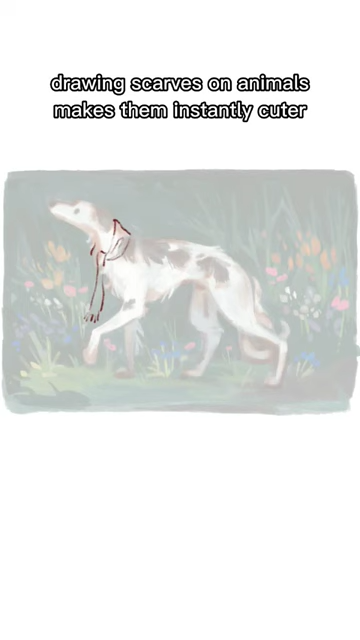 drawing scarves on animals
makes them instantly cuter